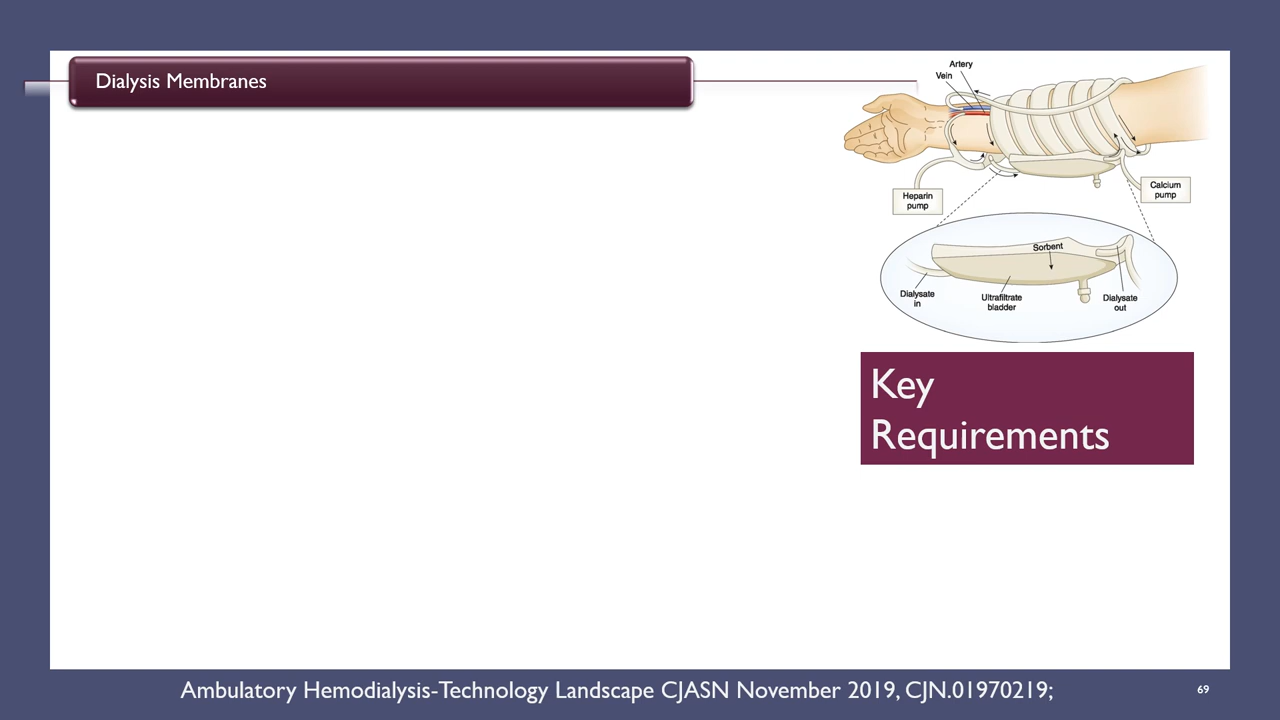 Dialysis Membranes
Artery
Vein
Heparin
pump
Calcium
pump
Sorbent
Dialysate
in
Ultrafiltrate
bladder
Dialysate
out
Key
Requirements
Ambulatory Hemodialysis-Technology Landscape CJASN November 2019, CJN.01970219;
69